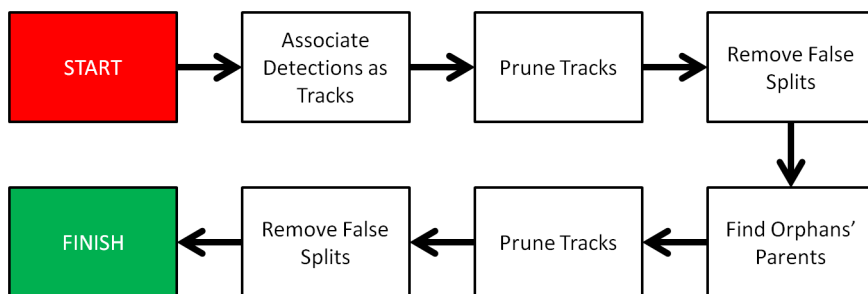 START
Associate
Detections as
Tracks
Prune Tracks
Remove False
Splits
Find Orphans’
Parents
Prune Tracks
Remove False
Splits
FINISH